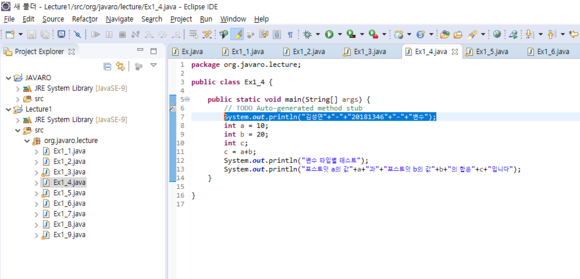 새 폴더 - Lecture1/src/org/javaro/lecture/Ex1_4.java - Eclipse IDE
File Edit Source Refactor Navigate Search Project Run Window Help
Project Explorer
JAVARO
JRE System Library [JavaSE-9]
src
Lecture1
JRE System Library [JavaSE-9]
src
org.javaro.lecture
Ex1_1.java
Ex1_2.java
Ex1_3.java
Ex1_4.java
Ex1_5.java
Ex1_6.java
Ex1_7.java
Ex1_8.java
Ex1_9.java
Ex.java Ex1_1.java Ex1_2.java Ex1_3.java Ex1_4.java Ex1_5.java Ex1_6.java
1 package org.javaro.lecture;
2
3 public class Ex1_4 {
4
5 public static void main(String[] args) {
6 // TODO Auto-generated method stub
7 System.out.println("김성연"+"-"+"20181346"+"-"+"변수");
8 int a = 10;
9 int b = 20;
10 int c;
11 c = a+b;
12 System.out.println("변수 타입별 테스트");
13 System.out.println("포스트잇 a의 값"+a+"과"+"포스트잇 b의 값"+b+"의 합은"+c+"입니다");
14 }
15
16 }
17